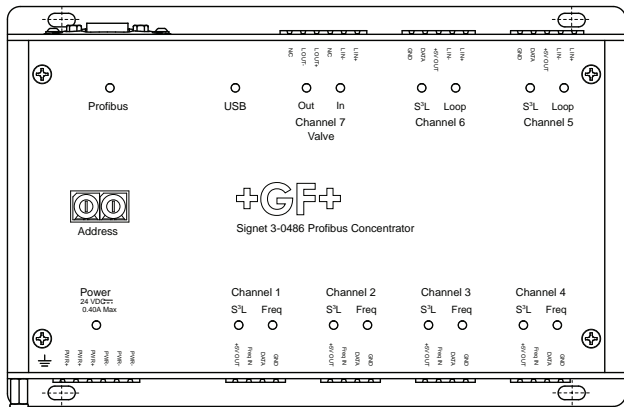 NC
LOUT-
LOUT+
NC
LIN-
LIN+
GND
DATA
+5V OUT
LIN-
LIN+
GND
DATA
+5V OUT
LIN-
LIN+
Profibus
USB
Out In
Channel 7
Valve
S³L Loop
Channel 6
S³L Loop
Channel 5
Address
+GF+
Signet 3-0486 Profibus Concentrator
Power
24 VDC
0.40A Max
Channel 1
S³L Freq
Channel 2
S³L Freq
Channel 3
S³L Freq
Channel 4
S³L Freq
PWR+
PWR+
PWR+
PWR-
PWR-
PWR-
+5V OUT
Freq IN
DATA
GND
+5V OUT
Freq IN
DATA
GND
+5V OUT
Freq IN
DATA
GND
+5V OUT
Freq IN
DATA
GND